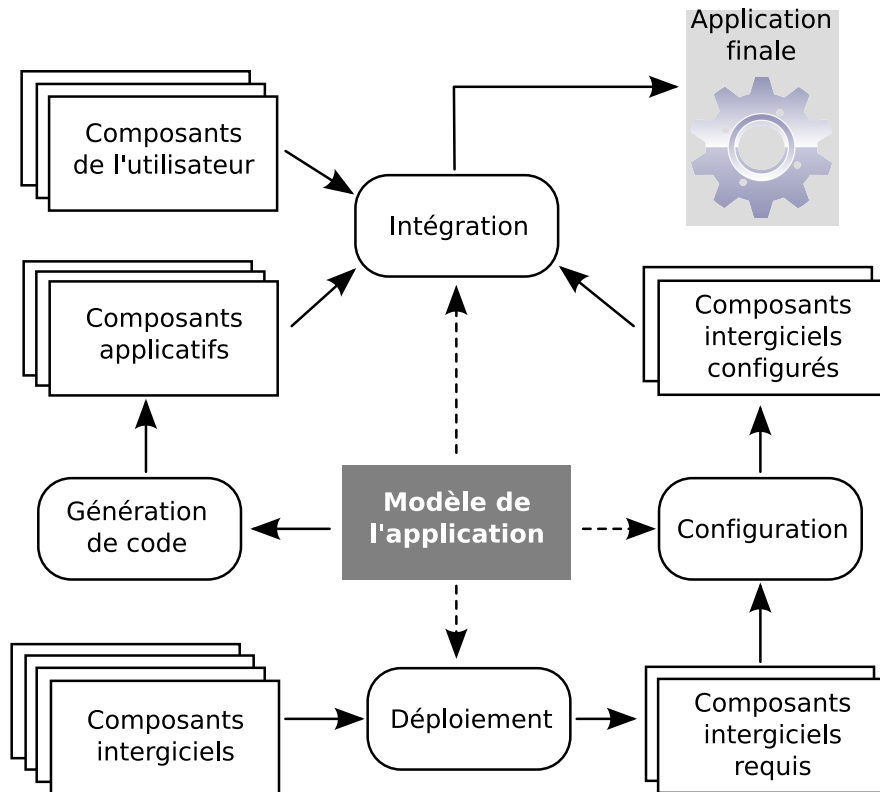 Application
finale
Composants
de l'utilisateur
Intégration
Composants
applicatifs
Composants
intergiciels
configurés
Génération
de code
Modèle de
l'application
Configuration
Composants
intergiciels
Déploiement
Composants
intergiciels
requis